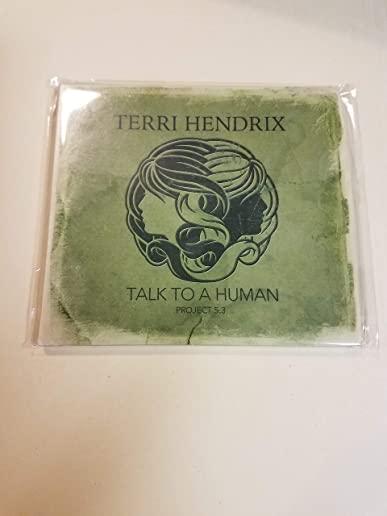 TERRI HENDRIX
TALK TO A HUMAN
PROJECT 5.3